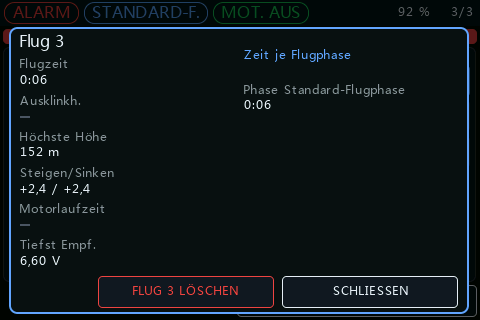 ALARM STANDARD-F. MOT. AUS 92 % 3/3
Flug 3
Flugzeit
0:06
Ausklinkh.
—
Höchste Höhe
152 m
Steigen/Sinken
+2,4 / +2,4
Motorlaufzeit
—
Tiefst Empf.
6,60 V
Zeit je Flugphase
Phase Standard-Flugphase
0:06
FLUG 3 LÖSCHEN
SCHLIESSEN